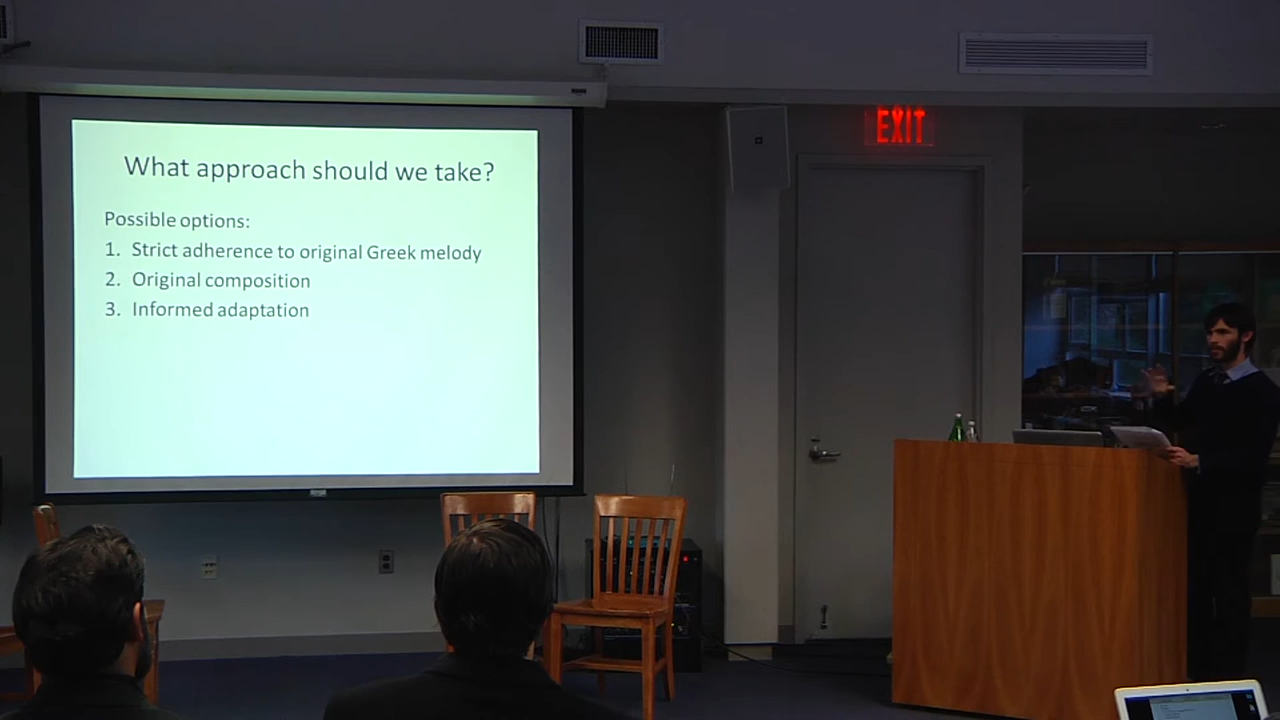 What approach should we take?
Possible options:
1. Strict adherence to original Greek melody
2. Original composition
3. Informed adaptation
EXIT